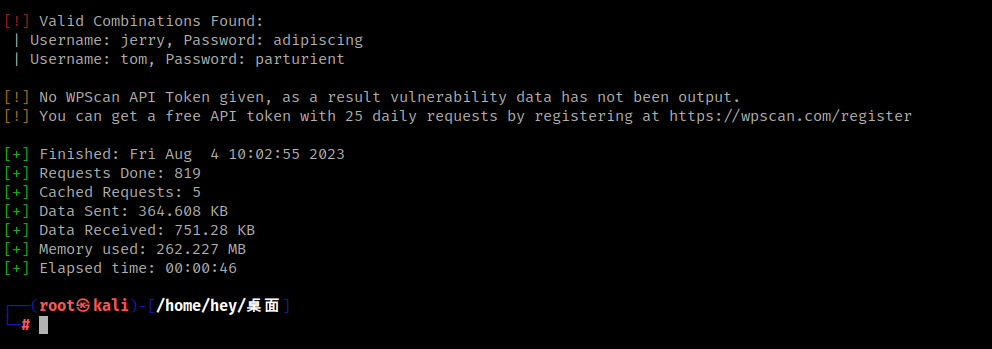 [!] Valid Combinations Found:
 | Username: jerry, Password: adipiscing
 | Username: tom, Password: parturient
[!] No WPScan API Token given, as a result vulnerability data has not been output.
[!] You can get a free API token with 25 daily requests by registering at https://wpscan.com/register
[+] Finished: Fri Aug  4 10:02:55 2023
[+] Requests Done: 819
[+] Cached Requests: 5
[+] Data Sent: 364.608 KB
[+] Data Received: 751.28 KB
[+] Memory used: 262.227 MB
[+] Elapsed time: 00:00:46
┌──(root㉿kali)-[/home/hey/桌面]
└─#